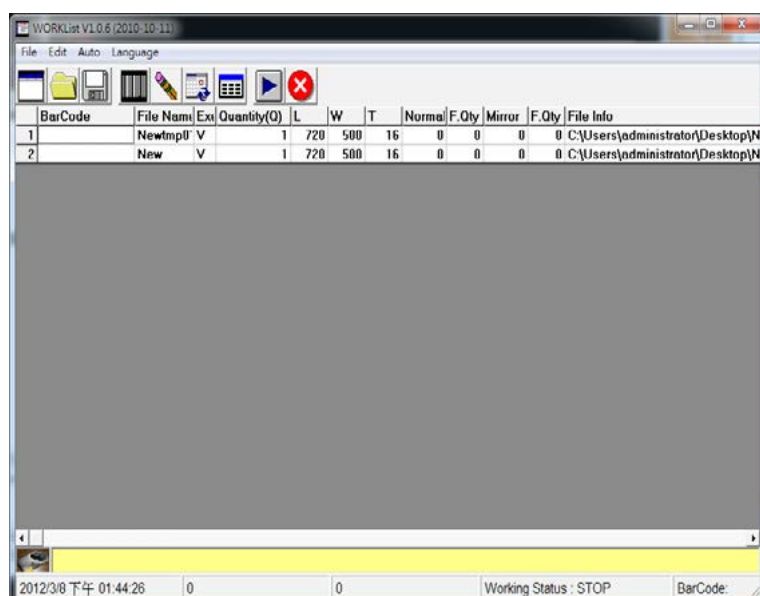 WORKList V1.0.6 (2010-10-11)
File Edit Auto Language
BarCode File Name Exe Quantity(Q) L W T Normal F.Qty Mirror F.Qty File Info
1 Newtmp0 V 1 720 500 16 0 0 0 0 C:\Users\administrator\Desktop\N
2 New V 1 720 500 16 0 0 0 0 C:\Users\administrator\Desktop\N
2012/3/8 下午 01:44:26 0 0 Working Status : STOP BarCode: